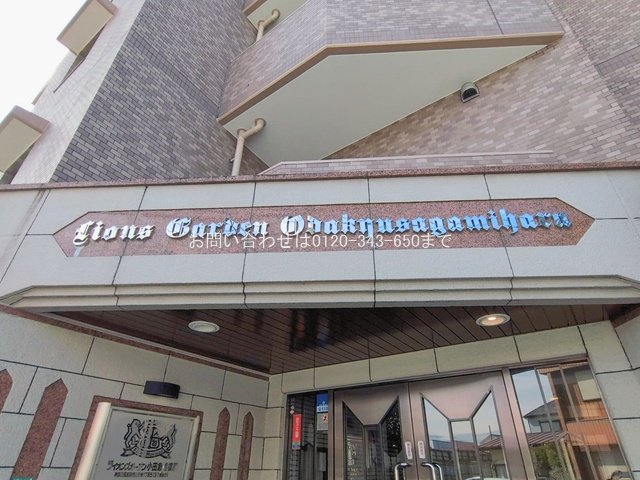 Lions Garden Odakyusagamihara
お問い合わせは0120-343-650まで